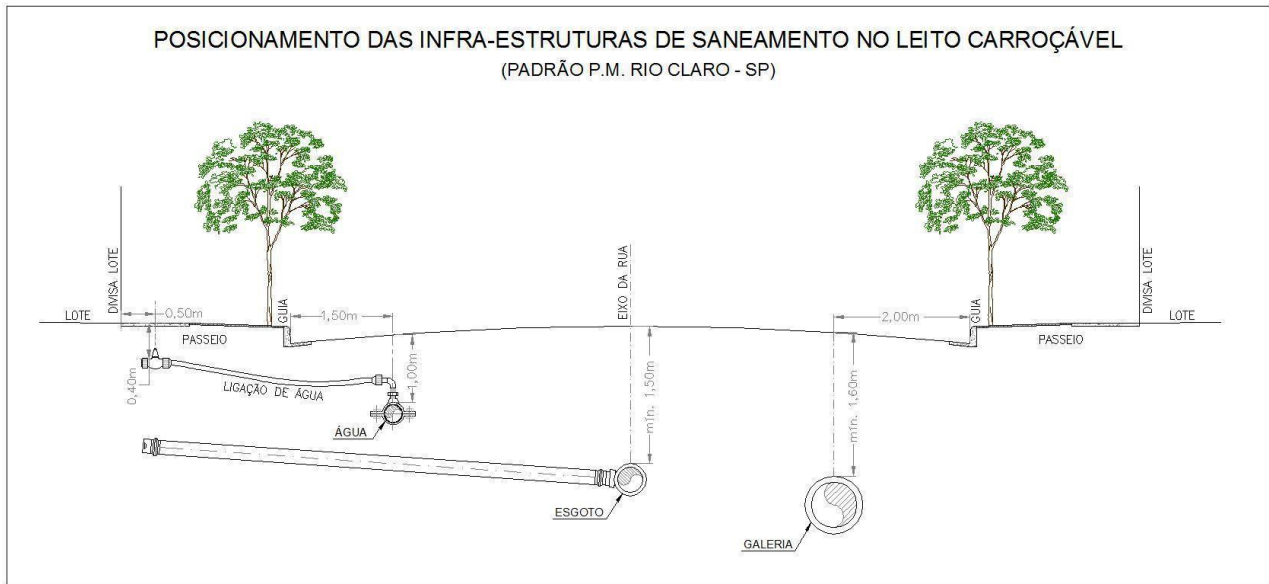 POSICIONAMENTO DAS INFRA-ESTRUTURAS DE SANEAMENTO NO LEITO CARROÇÁVEL
(PADRÃO P.M. RIO CLARO - SP)
DIVISA LOTE
EIXO DA RUA
DIVISA LOTE
LOTE
0,50m
GUIA
1,50m
2,00m
GUIA
LOTE
PASSEIO
PASSEIO
0,40m
LIGAÇÃO DE ÁGUA
1,00m
mín. 1,50m
mín. 1,60m
ÁGUA
ESGOTO
GALERIA